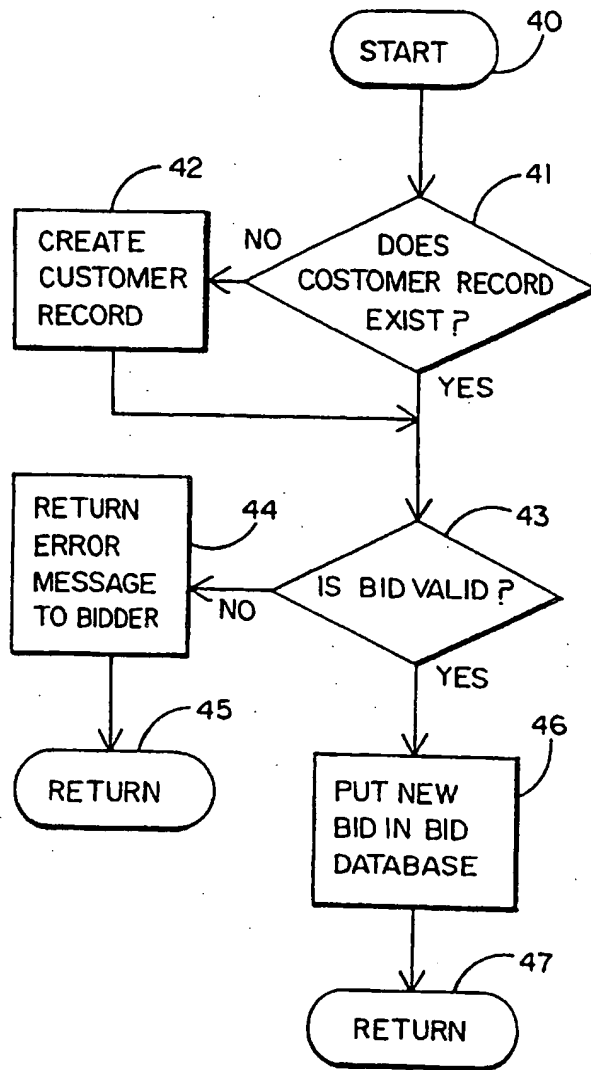 40
START
42
41
CREATE
CUSTOMER
RECORD
NO
DOES
COSTOMER RECORD
EXIST?
YES
RETURN
ERROR
MESSAGE
TO BIDDER
44
43
NO
IS BID VALID?
YES
45
RETURN
46
PUT NEW
BID IN BID
DATABASE
47
RETURN